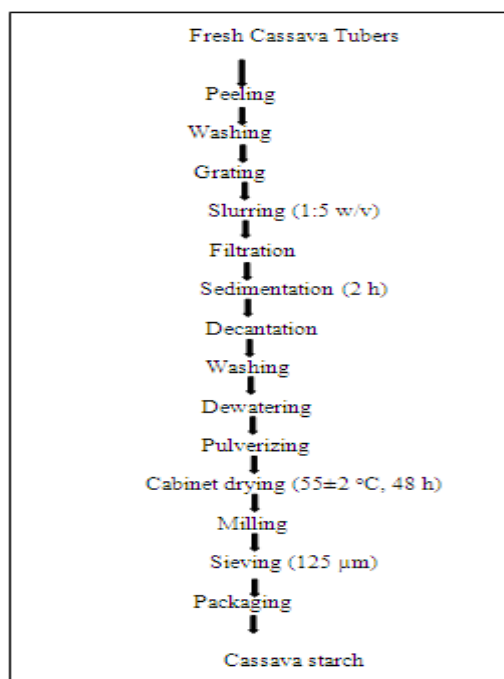 Fresh Cassava Tubers
Peeling
Washing
Grating
Slurring (1:5 w/v)
Filtration
Sedimentation (2 h)
Decantation
Washing
Dewatering
Pulverizing
Cabinet drying (55±2 °C, 48 h)
Milling
Sieving (125 µm)
Packaging
Cassava starch